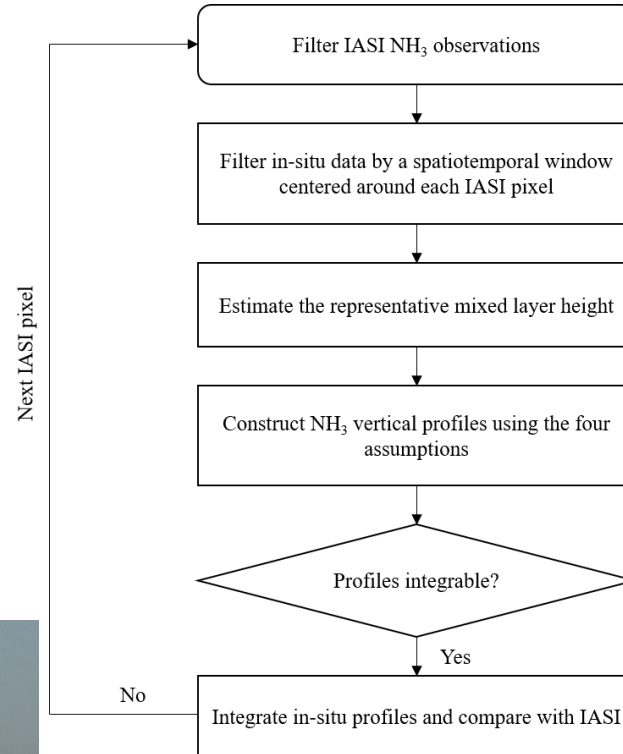 Filter IASI NH₃ observations
Filter in-situ data by a spatiotemporal window
centered around each IASI pixel
Estimate the representative mixed layer height
Construct NH₃ vertical profiles using the four
assumptions
Profiles integrable?
Yes
No
Integrate in-situ profiles and compare with IASI
Next IASI pixel